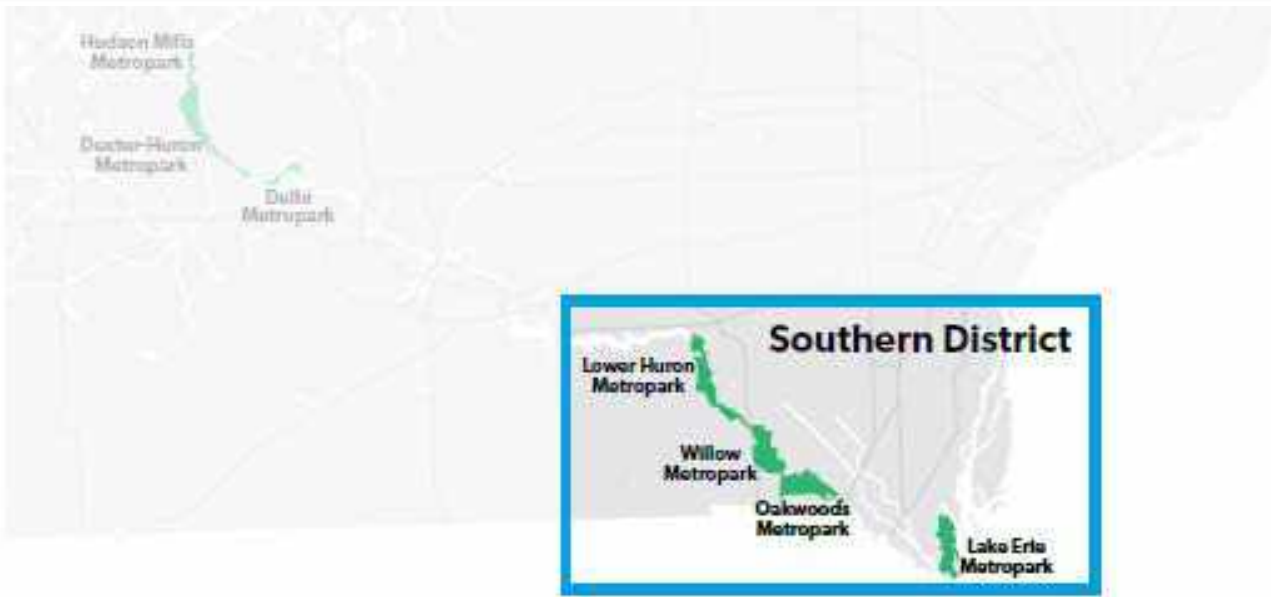 Hudson Mills
Metropark
Dexter-Huron
Metropark
Delhi
Metropark
Southern District
Lower Huron
Metropark
Willow
Metropark
Oakwoods
Metropark
Lake Erie
Metropark